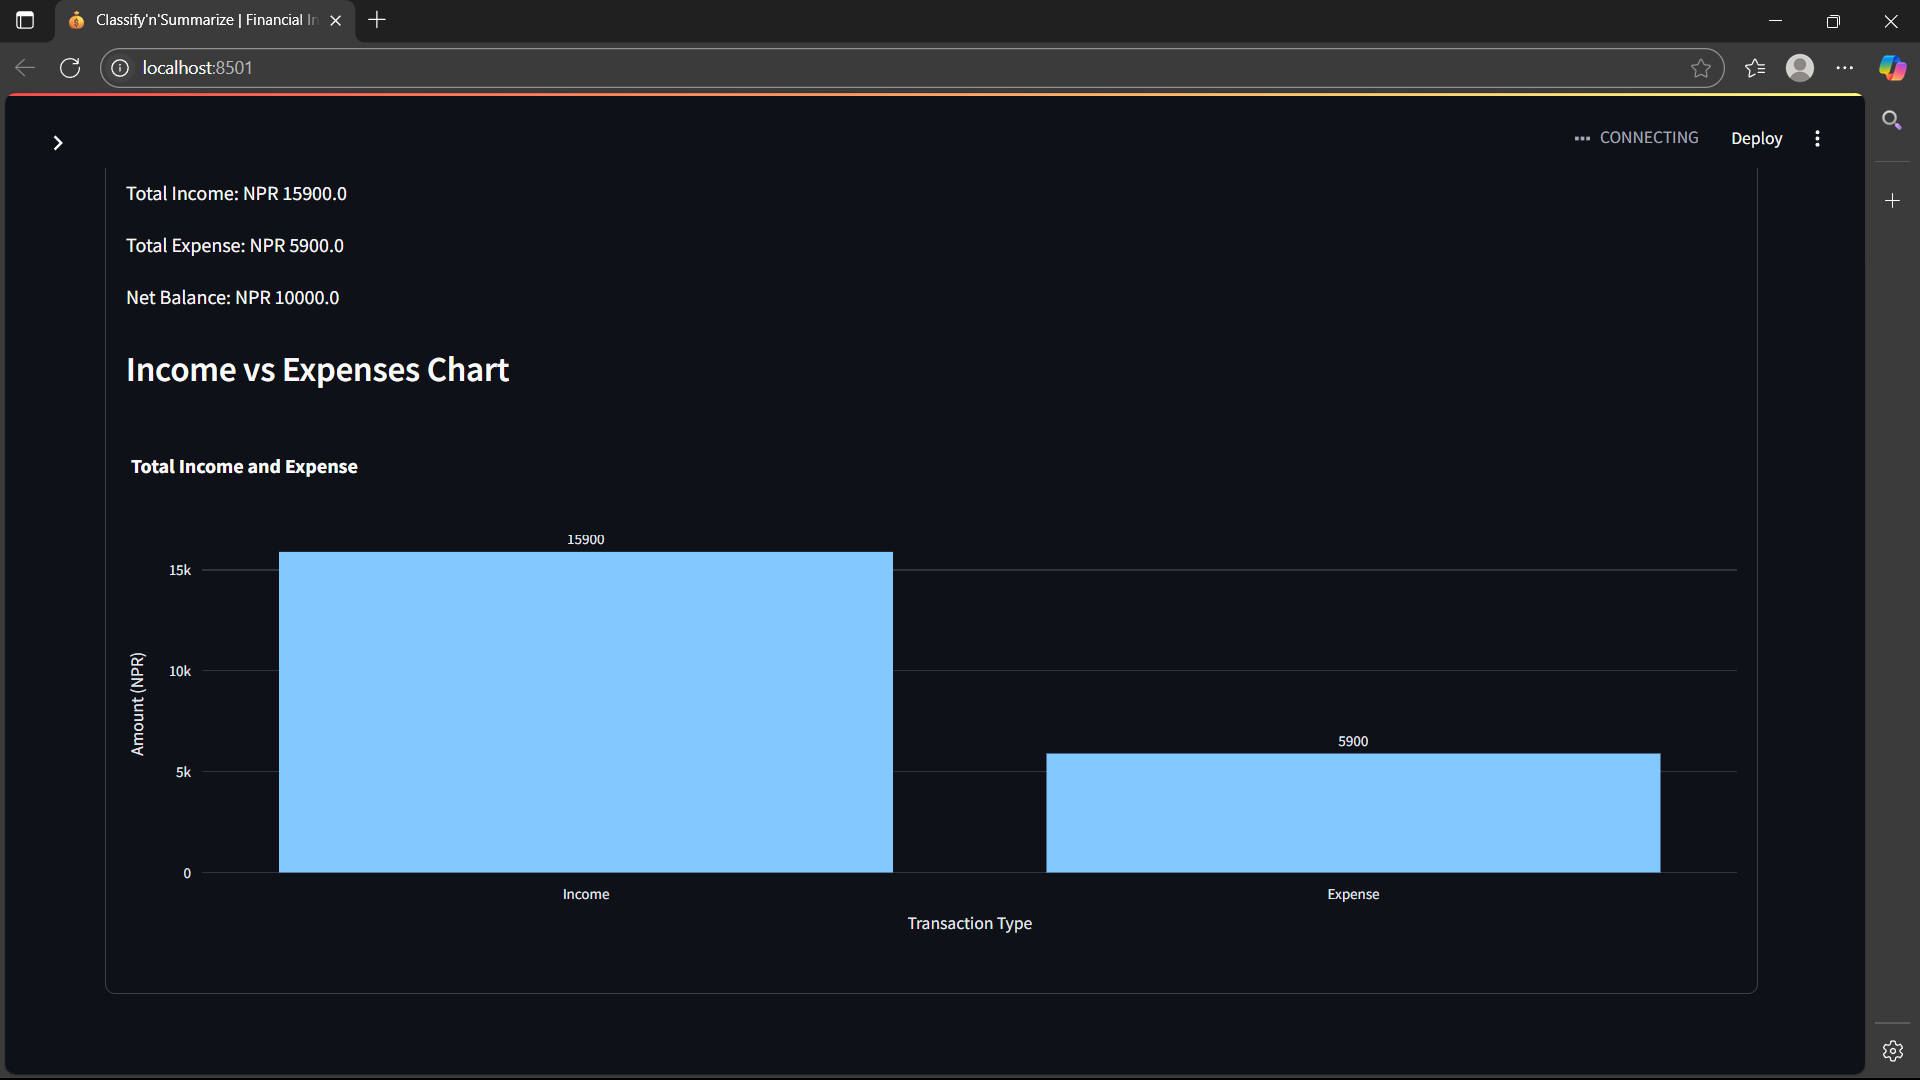 Classify'n'Summarize | Financial In
localhost:8501
CONNECTING
Deploy
Total Income: NPR 15900.0
Total Expense: NPR 5900.0
Net Balance: NPR 10000.0
Income vs Expenses Chart
Total Income and Expense
15900
15k
10k
Amount (NPR)
5900
5k
0
Income
Expense
Transaction Type